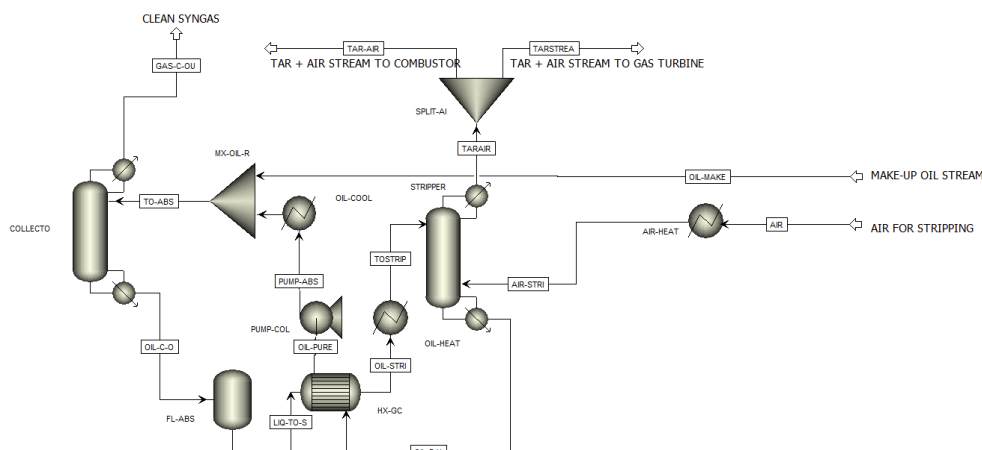 CLEAN SYNGAS
TAR-AIR
TARSTREA
GAS-C-OU
TAR + AIR STREAM TO COMBUSTOR
TAR + AIR STREAM TO GAS TURBINE
SPLIT-AI
TARAIR
MX-OIL-R
OIL-MAKE
MAKE-UP OIL STREAM
STRIPPER
OIL-COOL
TO-ABS
COLLECTO
AIR-HEAT
AIR
AIR FOR STRIPPING
TOSTRIP
PUMP-ABS
AIR-STRI
PUMP-COL
OIL-HEAT
OIL-C-O
OIL-PURE
OIL-STRI
HX-GC
FL-ABS
LIQ-TO-S